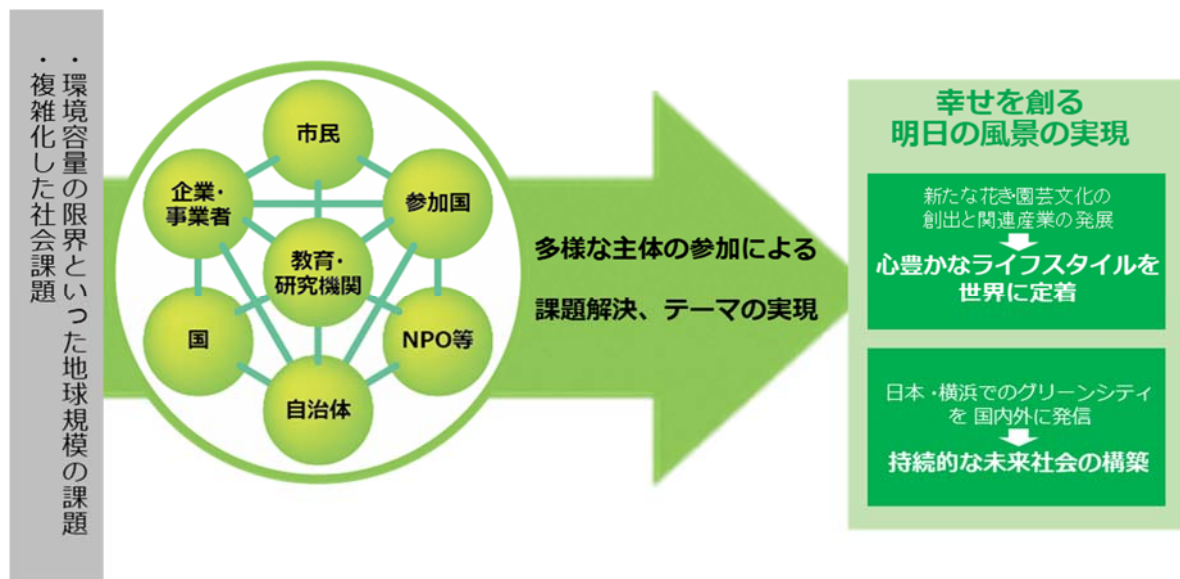 ・環境容量の限界といった地球規模の課題
・複雑化した社会課題
市民
企業・
事業者
参加国
教育・
研究機関
国
NPO等
自治体
多様な主体の参加による
課題解決、テーマの実現
幸せを創る
明日の風景の実現
新たな花き園芸文化の
創出と関連産業の発展
心豊かなライフスタイルを
世界に定着
日本・横浜でのグリーンシティ
を 国内外に発信
持続的な未来社会の構築